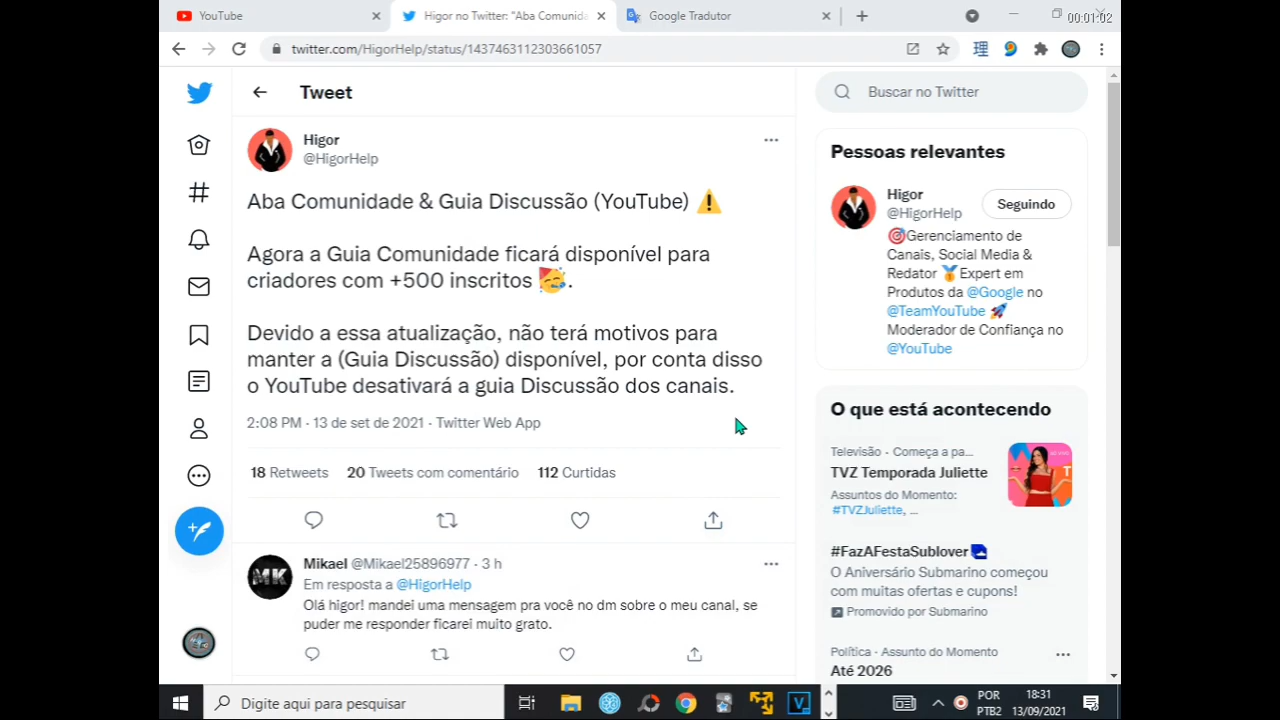 YouTube
Higor no Twitter: "Aba Comunida
Google Tradutor
00:01:02
twitter.com/HigorHelp/status/1437463112303661057
Tweet
Buscar no Twitter
Higor
@HigorHelp
Aba Comunidade & Guia Discussão (YouTube) ⚠️
Agora a Guia Comunidade ficará disponível para
criadores com +500 inscritos 🥳.
Devido a essa atualização, não terá motivos para
manter a (Guia Discussão) disponível, por conta disso
o YouTube desativará a guia Discussão dos canais.
2:08 PM · 13 de set de 2021 · Twitter Web App
18 Retweets 20 Tweets com comentário 112 Curtidas
MK
Mikael @Mikael25896977 · 3 h
Em resposta a @HigorHelp
Olá higor! mandei uma mensagem pra você no dm sobre o meu canal, se
puder me responder ficarei muito grato.
Pessoas relevantes
Higor
@HigorHelp
Seguindo
🎯Gerenciamento de
Canais, Social Media &
Redator 🏅Expert em
Produtos da @Google no
@TeamYouTube 🚀
Moderador de Confiança no
@YouTube
O que está acontecendo
Televisão · Começa a pa...
TVZ Temporada Juliette
Assuntos do Momento:
#TVZJuliette, ...
#FazAFestaSublover
O Aniversário Submarino começou
com muitas ofertas e cupons!
Promovido por Submarino
Política · Assunto do Momento
Até 2026
Digite aqui para pesquisar
POR
PTB2
18:31
13/09/2021